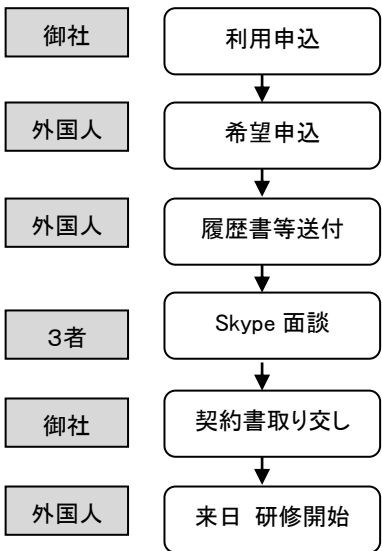 御社
利用申込
外国人
希望申込
外国人
履歴書等送付
3者
Skype 面談
御社
契約書取り交し
外国人
来日 研修開始